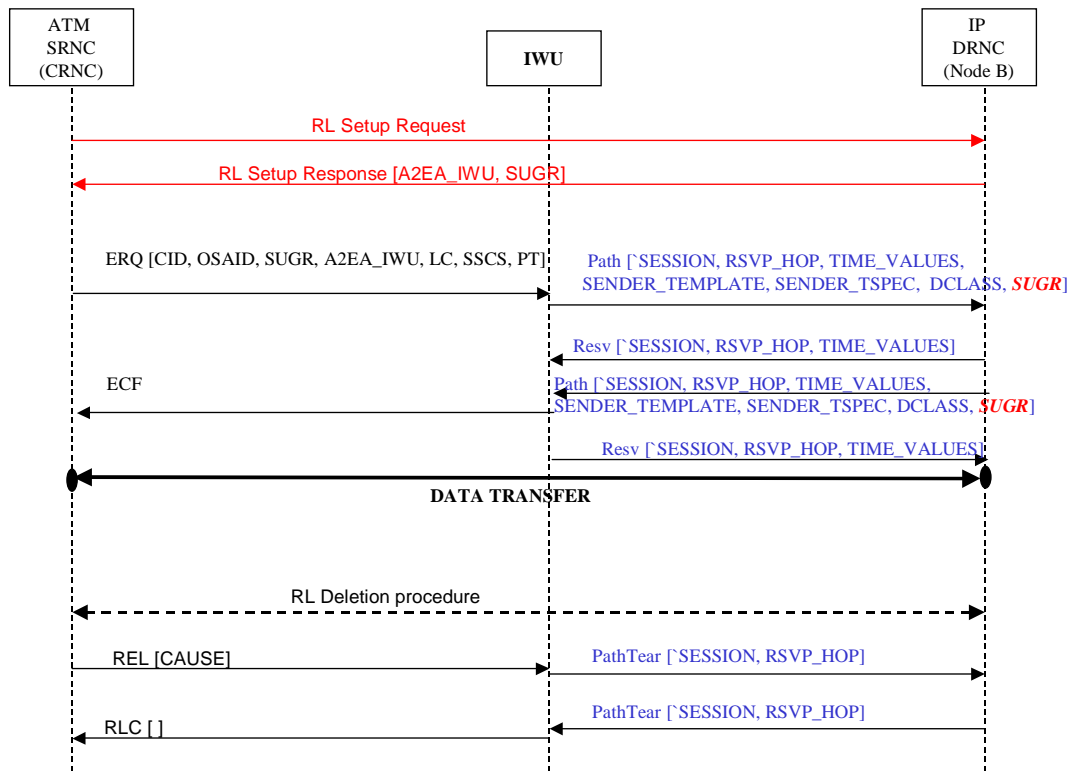 ATM
SRNC
(CRNC)
IWU
IP
DRNC
(Node B)
RL Setup Request
RL Setup Response [A2EA_IWU, SUGR]
ERQ [CID, OSAID, SUGR, A2EA_IWU, LC, SSCS, PT]
Path [`SESSION, RSVP_HOP, TIME_VALUES,
SENDER_TEMPLATE, SENDER_TSPEC, DCLASS, SUGR]
Resv [`SESSION, RSVP_HOP, TIME_VALUES]
ECF
Path [`SESSION, RSVP_HOP, TIME_VALUES,
SENDER_TEMPLATE, SENDER_TSPEC, DCLASS, SUGR]
Resv [`SESSION, RSVP_HOP, TIME_VALUES]
DATA TRANSFER
RL Deletion procedure
REL [CAUSE]
PathTear [`SESSION, RSVP_HOP]
PathTear [`SESSION, RSVP_HOP]
RLC [ ]